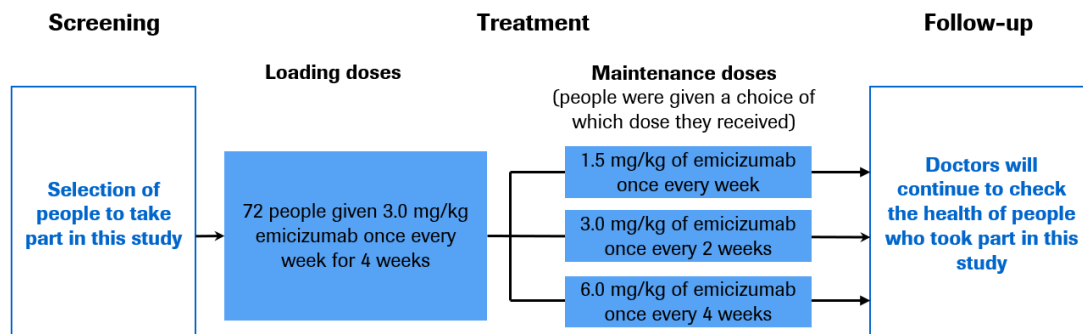 Screening
Treatment
Follow-up
Loading doses
Maintenance doses
(people were given a choice of
which dose they received)
Selection of
people to take
part in this study
72 people given 3.0 mg/kg
emicizumab once every
week for 4 weeks
1.5 mg/kg of emicizumab
once every week
3.0 mg/kg of emicizumab
once every 2 weeks
6.0 mg/kg of emicizumab
once every 4 weeks
Doctors will
continue to check
the health of people
who took part in this
study